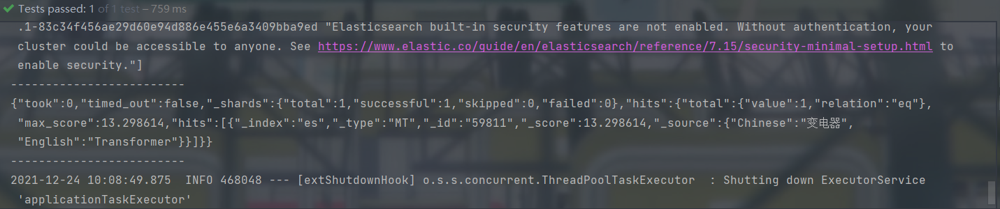 Tests passed: 1 of 1 test – 759 ms
.1-83c34f456ae29d60e94d886e455e6a3409bba9ed "Elasticsearch built-in security features are not enabled. Without authentication, your
cluster could be accessible to anyone. See https://www.elastic.co/guide/en/elasticsearch/reference/7.15/security-minimal-setup.html to
enable security."]
-------------------------
{"took":0,"timed_out":false,"_shards":{"total":1,"successful":1,"skipped":0,"failed":0},"hits":{"total":{"value":1,"relation":"eq"},
"max_score":13.298614,"hits":[{"_index":"es","_type":"MT","_id":"59811","_score":13.298614,"_source":{"Chinese":"变电器",
"English":"Transformer"}}]}}
-------------------------
2021-12-24 10:08:49.875  INFO 468048 --- [extShutdownHook] o.s.s.concurrent.ThreadPoolTaskExecutor  : Shutting down ExecutorService
'applicationTaskExecutor'